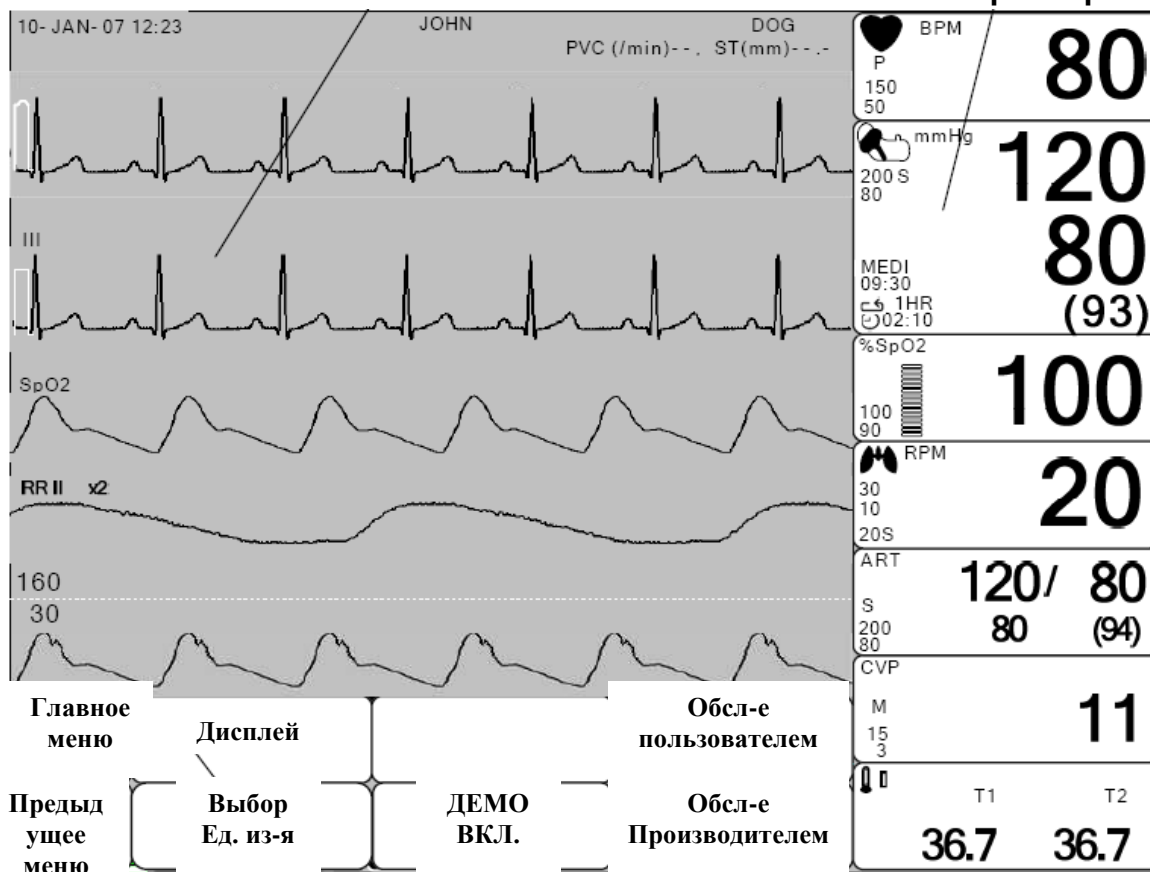 10- JAN- 07 12:23 JOHN DOG
PVC (/min)- - , ST(mm)- - .-
III
SpO2
RR II x2
160
30
BPM
P
150
50
80
mmHg
200 S
80
120
80
(93)
MEDI
09:30
1HR
02:10
%SpO2
100
90
100
RPM
30
10
20S
20
ART
S
200
80
120/ 80
80 (94)
CVP
M
15
3
11
T1 T2
36.7 36.7
Главное
меню
Дисплей
Обсл-е
пользователем
Предыд
ущее
меню
Выбор
Ед. из-я
ДЕМО
ВКЛ.
Обсл-е
Производителем